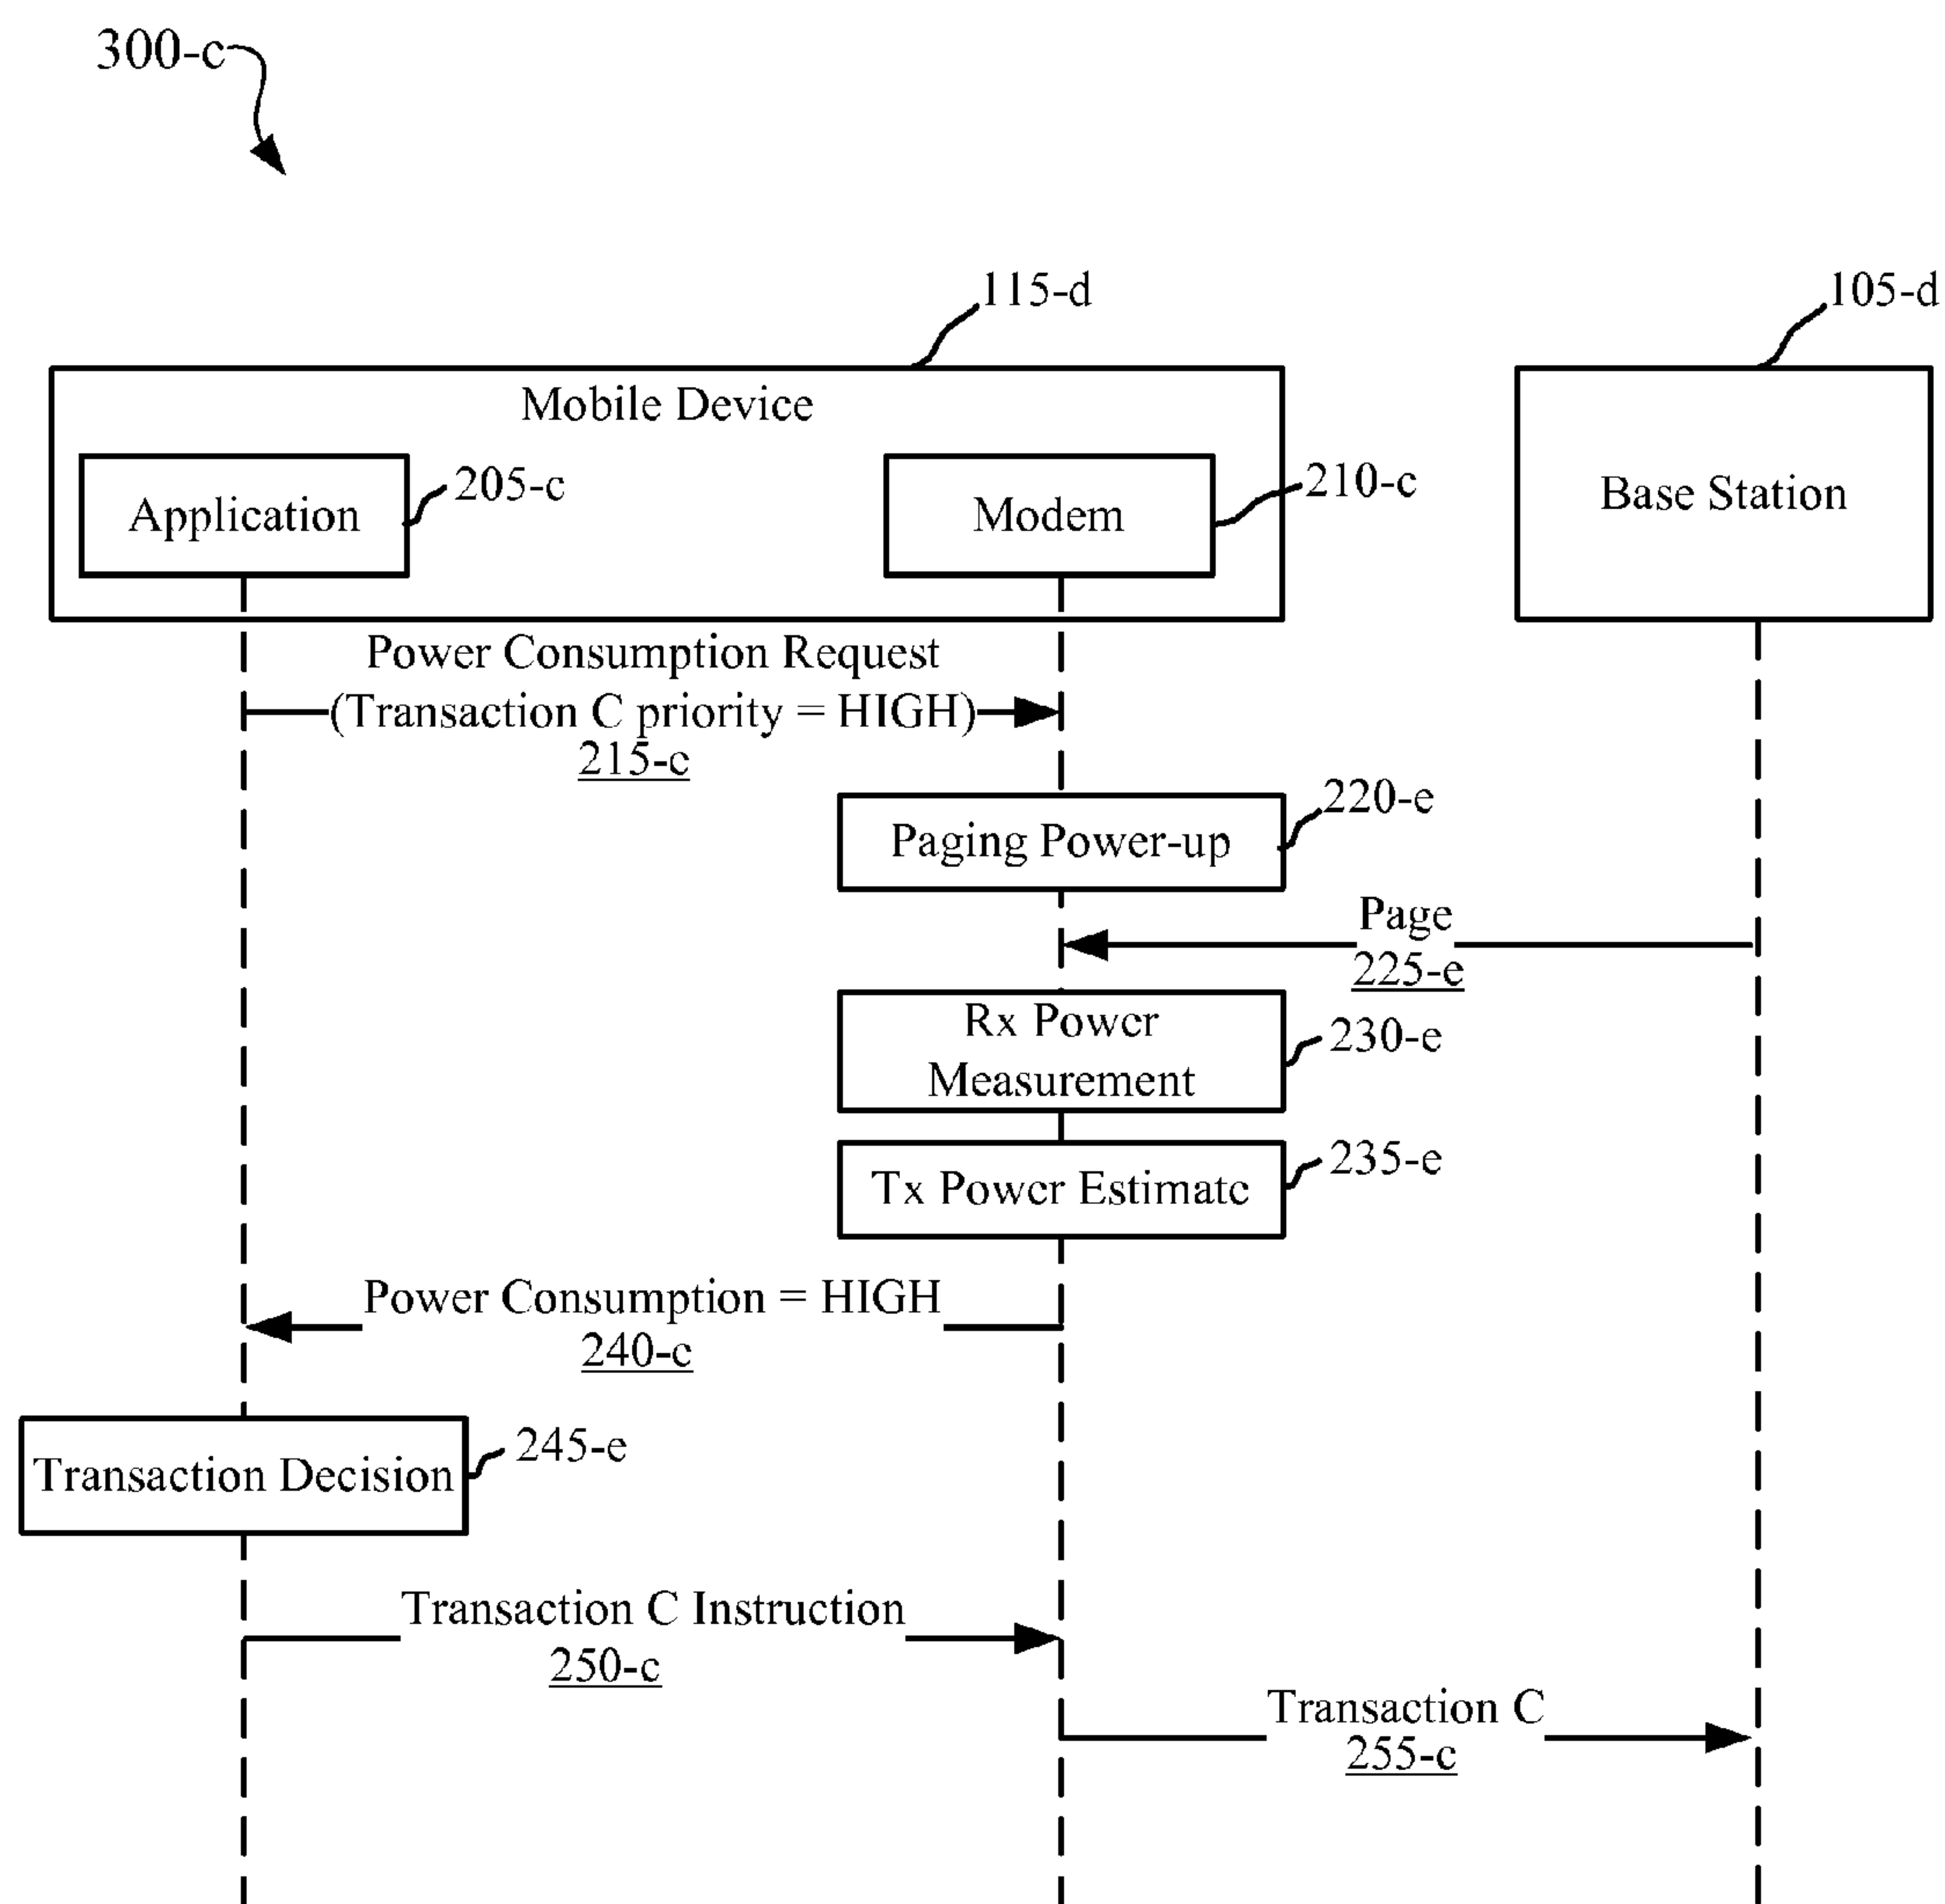 300-c
115-d
105-d
Mobile Device
Application
205-c
Modem
210-c
Base Station
Power Consumption Request
(Transaction C priority = HIGH)
215-c
Paging Power-up
220-e
Page
225-e
Rx Power
Measurement
230-e
Tx Power Estimate
235-e
Power Consumption = HIGH
240-c
Transaction Decision
245-e
Transaction C Instruction
250-c
Transaction C
255-c